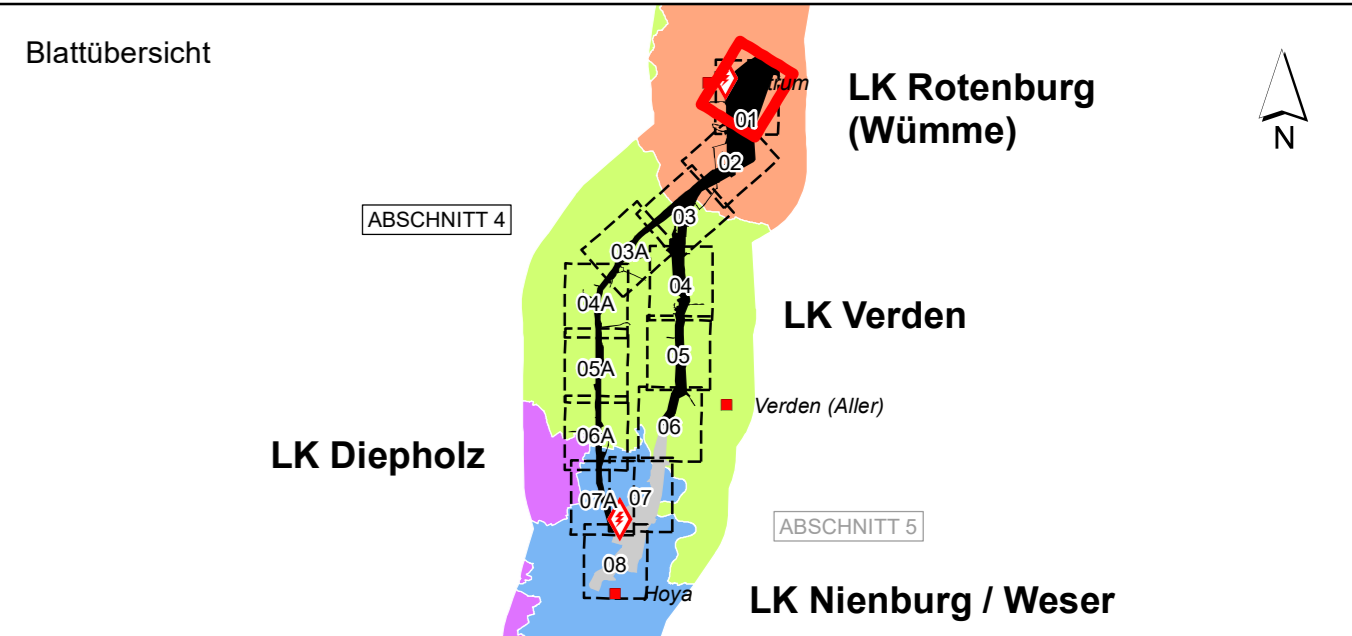 Blattübersicht
LK Rotenburg
(Wümme)
N
01
02
ABSCHNITT 4
03
03A
04
04A
LK Verden
05
05A
Verden (Aller)
06
06A
LK Diepholz
07A
07
ABSCHNITT 5
08
Hoya
LK Nienburg / Weser